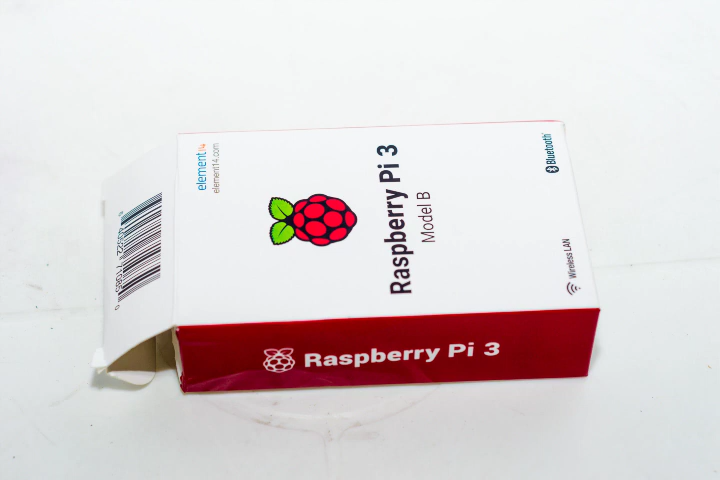 element14
element14.com
Raspberry Pi 3
Model B
Bluetooth
Wireless LAN
Raspberry Pi 3